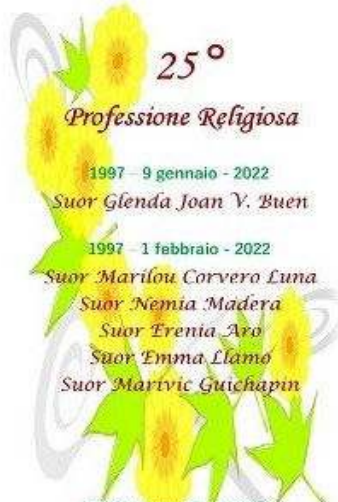 25°
Professione Religiosa
1997 - 9 gennaio - 2022
Suor Glenda Joan V. Buen
1997 - 1 febbraio - 2022
Suor Marilou Corvero Luna
Suor Nemia Madera
Suor Erenia Aro
Suor Emma Llamo
Suor Marivic Guichapin